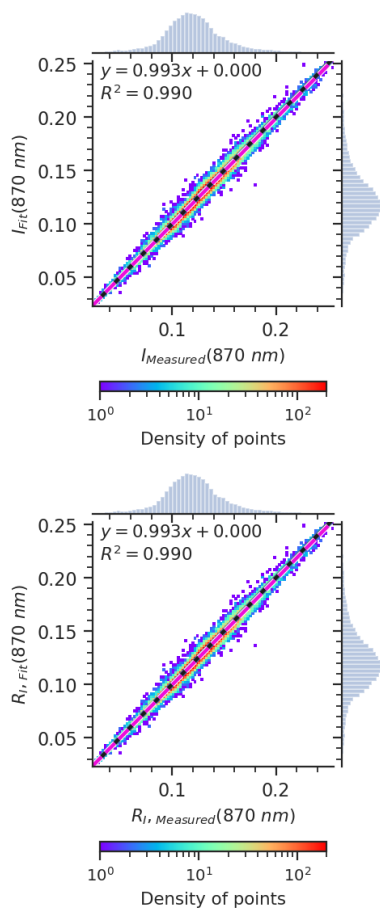 y = 0.993x + 0.000
R² = 0.990
0.25
0.20
0.15
0.10
0.05
I_Fit(870 nm)
0.1 0.2
I_Measured(870 nm)
10⁰ 10¹ 10²
Density of points
y = 0.993x + 0.000
R² = 0.990
0.25
0.20
0.15
0.10
0.05
R_I, Fit(870 nm)
0.1 0.2
R_I, Measured(870 nm)
10⁰ 10¹ 10²
Density of points